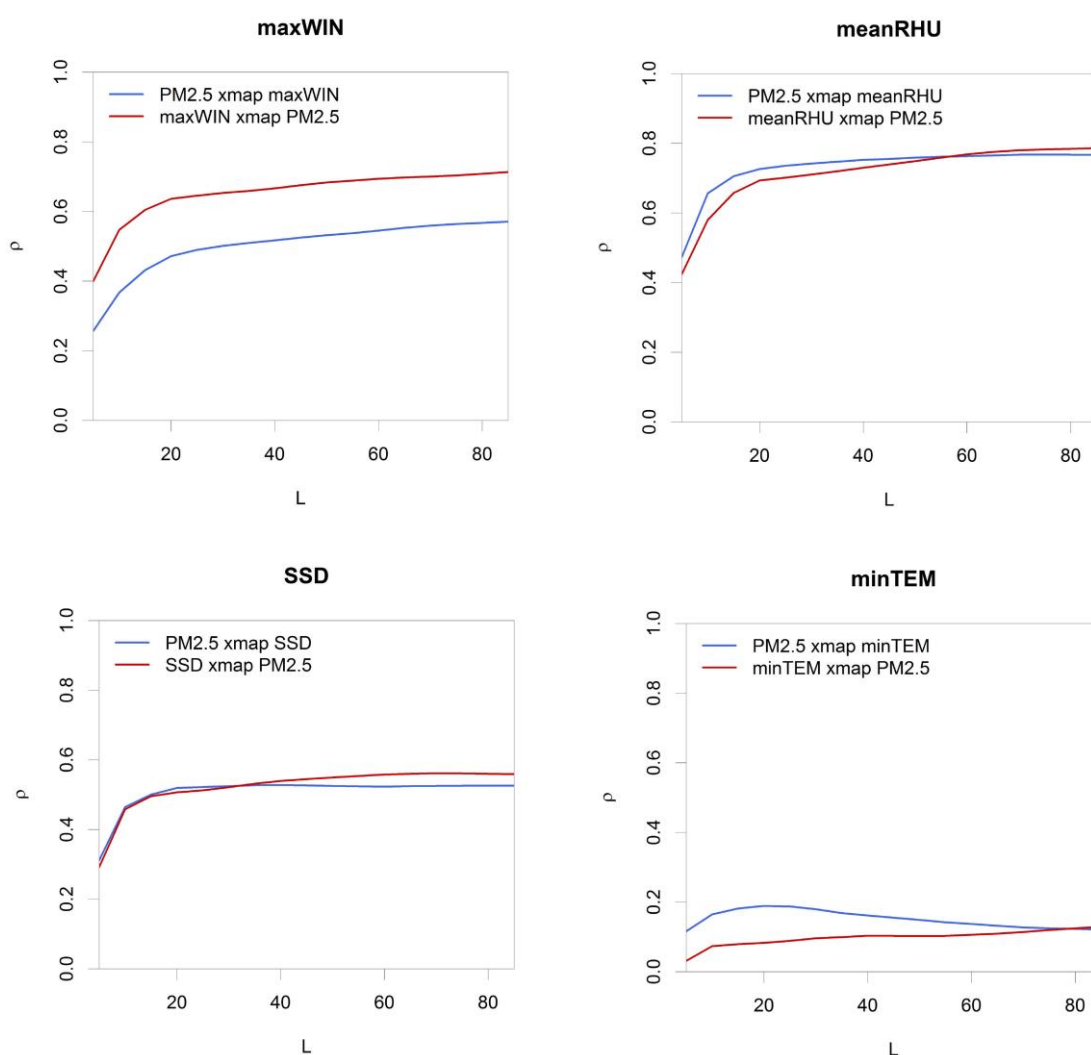 maxWIN
PM2.5 xmap maxWIN
maxWIN xmap PM2.5
ρ
0.0 0.2 0.4 0.6 0.8 1.0
20 40 60 80
L
meanRHU
PM2.5 xmap meanRHU
meanRHU xmap PM2.5
ρ
0.0 0.2 0.4 0.6 0.8 1.0
20 40 60 80
L
SSD
PM2.5 xmap SSD
SSD xmap PM2.5
ρ
0.0 0.2 0.4 0.6 0.8 1.0
20 40 60 80
L
minTEM
PM2.5 xmap minTEM
minTEM xmap PM2.5
ρ
0.0 0.2 0.4 0.6 0.8 1.0
20 40 60 80
L